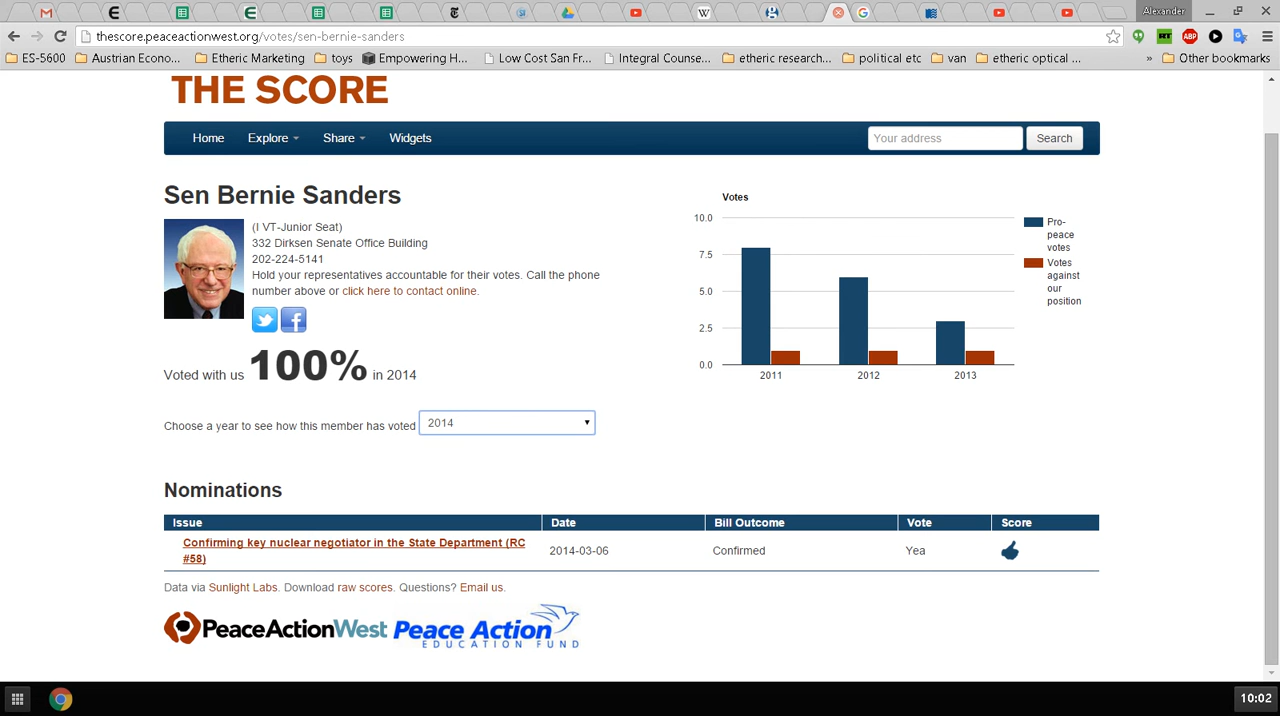 Alexander
thescore.peaceactionwest.org/votes/sen-bernie-sanders
ES-5600 Austrian Econo... Etheric Marketing toys Empowering H... Low Cost San Fr... Integral Counse... etheric research... political etc van etheric optical ... » Other bookmarks
THE SCORE
Home Explore Share Widgets Your address Search
Sen Bernie Sanders
(I VT-Junior Seat)
332 Dirksen Senate Office Building
202-224-5141
Hold your representatives accountable for their votes. Call the phone
number above or click here to contact online.
Voted with us 100% in 2014
Choose a year to see how this member has voted 2014
Votes
10.0
7.5
5.0
2.5
0.0
2011 2012 2013
Pro-
peace
votes
Votes
against
our
position
Nominations
Issue Date Bill Outcome Vote Score
Confirming key nuclear negotiator in the State Department (RC
#58)
2014-03-06 Confirmed Yea
Data via Sunlight Labs. Download raw scores. Questions? Email us.
PeaceActionWest Peace Action
EDUCATION FUND
10:02